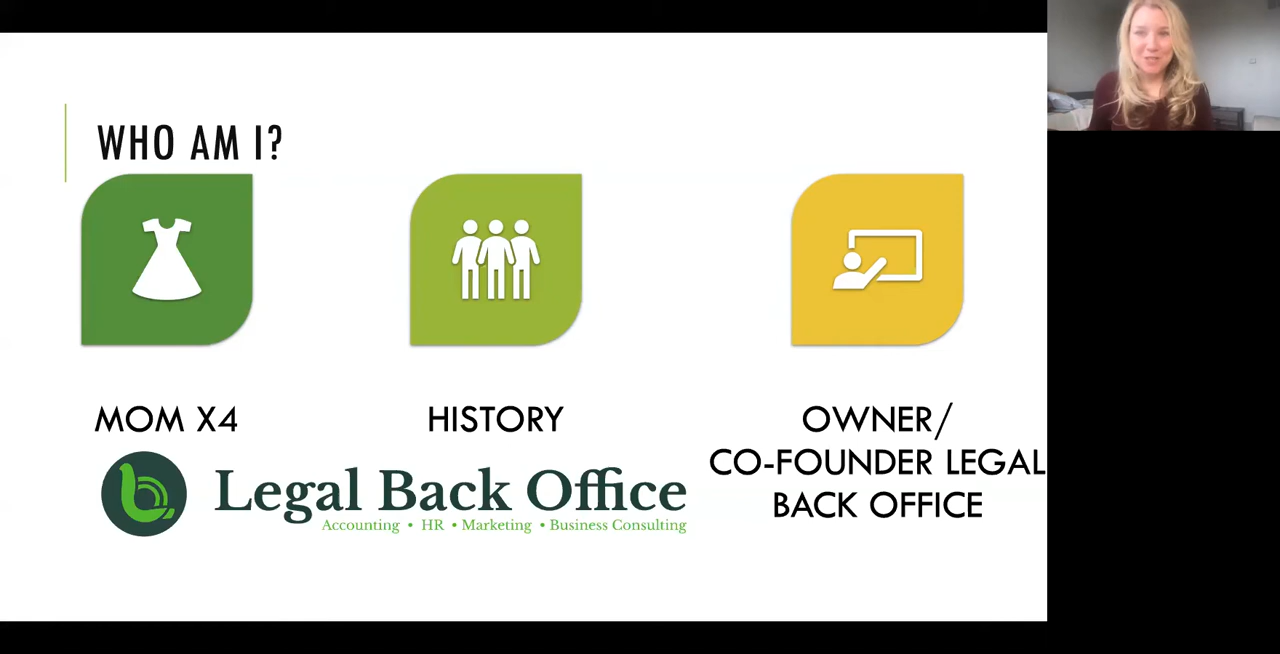 WHO AM I?
MOM X4
HISTORY
OWNER/
CO-FOUNDER LEGAL
BACK OFFICE
Legal Back Office
Accounting • HR • Marketing • Business Consulting